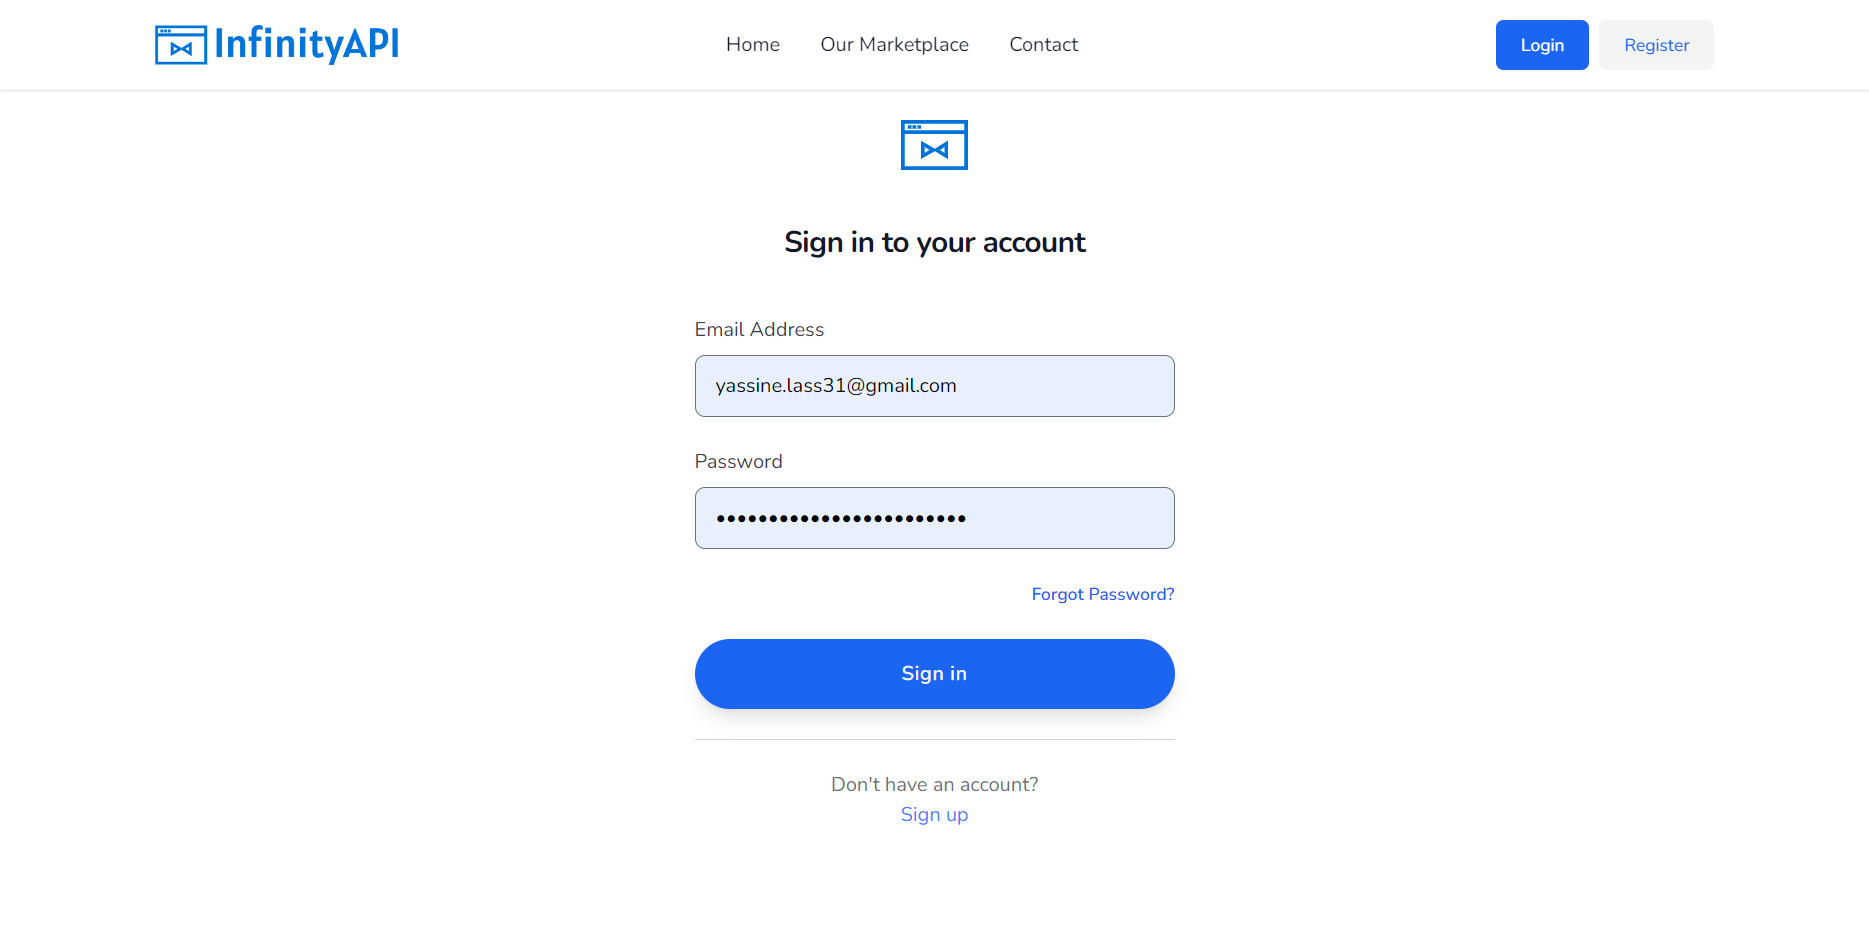 InfinityAPI
Home Our Marketplace Contact
Login Register
Sign in to your account
Email Address
yassine.lass31@gmail.com
Password
••••••••••••••••••••••••
Forgot Password?
Sign in
Don't have an account?
Sign up